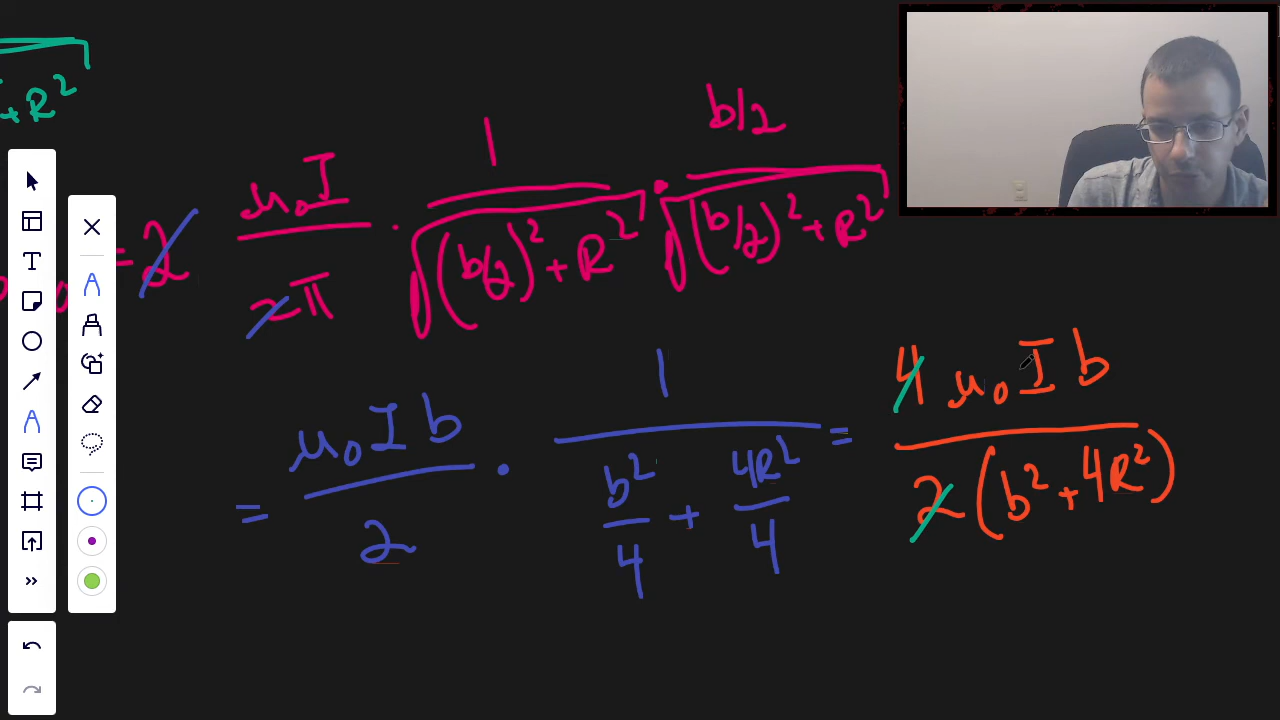 +R²
= 2 μ₀I / 2π · 1 / √((b/2)² + R²) · b/2 / √((b/2)² + R²)
= μ₀Ib / 2 · 1 / (b²/4 + 4R²/4) = 4μ₀Ib / 2(b² + 4R²)
T